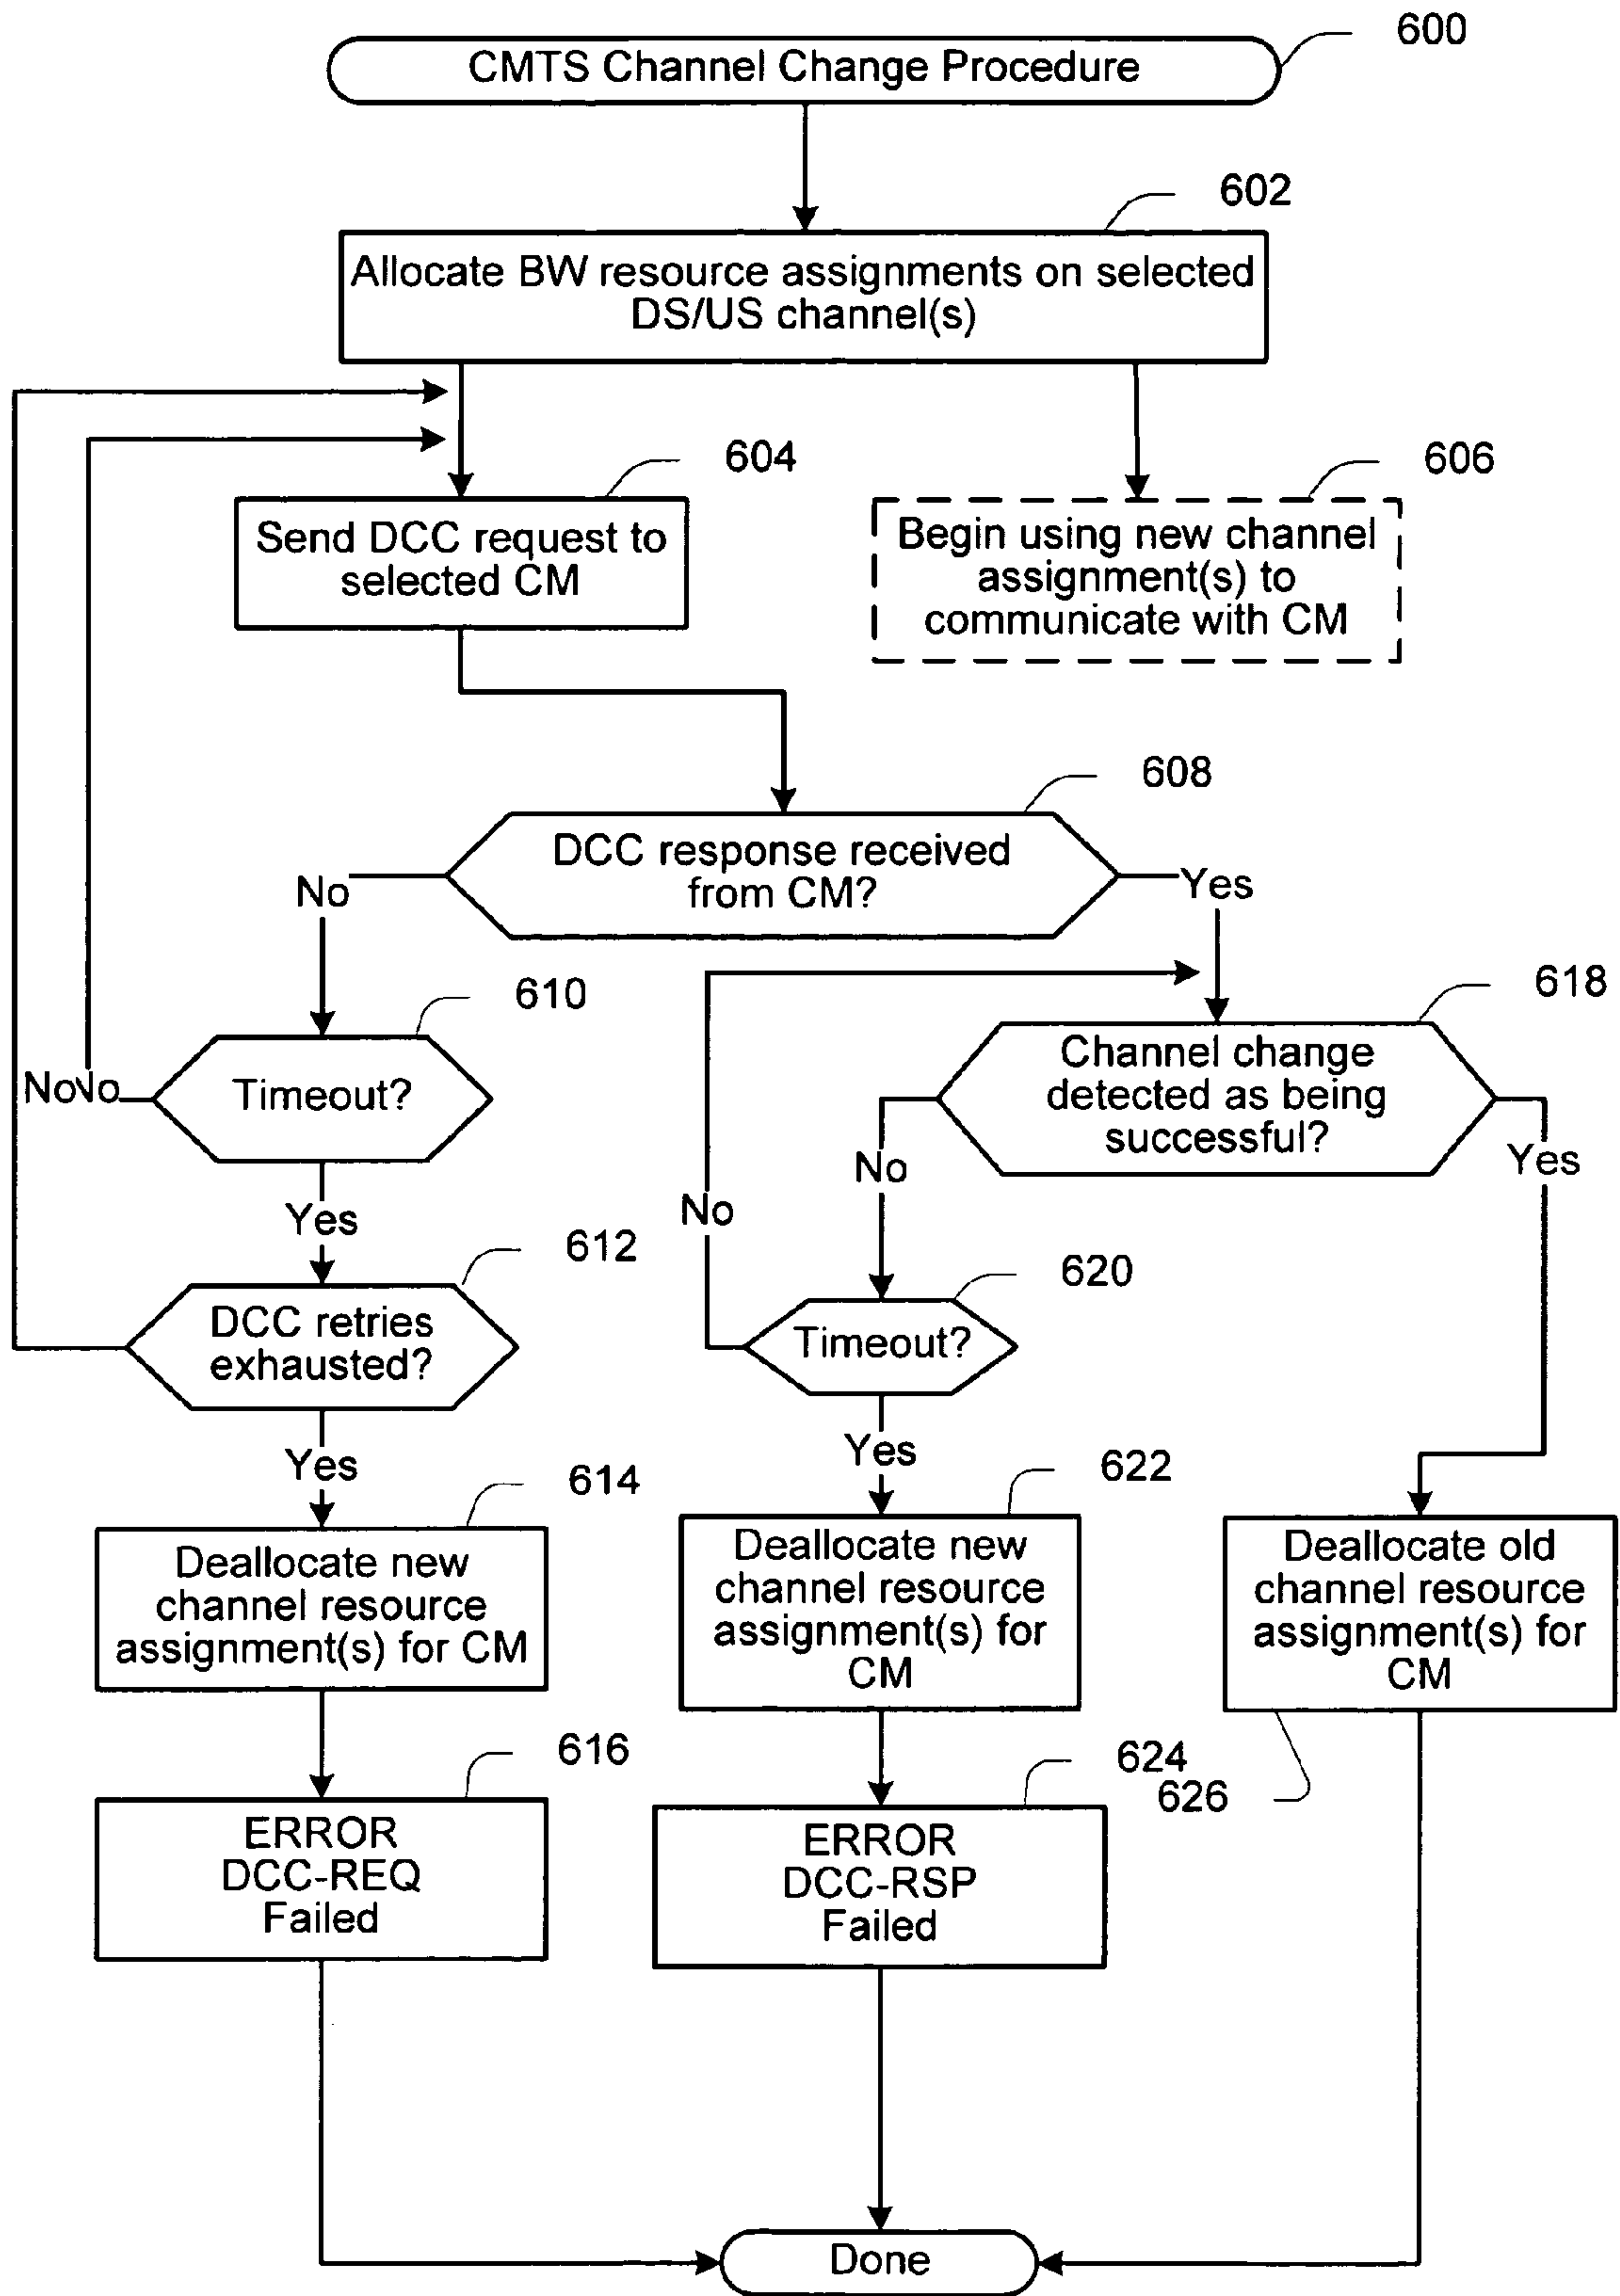 600
CMTS Channel Change Procedure
602
Allocate BW resource assignments on selected
DS/US channel(s)
604
606
Send DCC request to
selected CM
Begin using new channel
assignment(s) to
communicate with CM
608
DCC response received
from CM?
No
Yes
610
618
Timeout?
No
No
Channel change
detected as being
successful?
Yes
No
No
Yes
612
620
DCC retries
exhausted?
Timeout?
Yes
Yes
614
622
Deallocate new
channel resource
assignment(s) for CM
Deallocate new
channel resource
assignment(s) for
CM
Deallocate old
channel resource
assignment(s) for
CM
616
624
626
ERROR
DCC-REQ
Failed
ERROR
DCC-RSP
Failed
Done